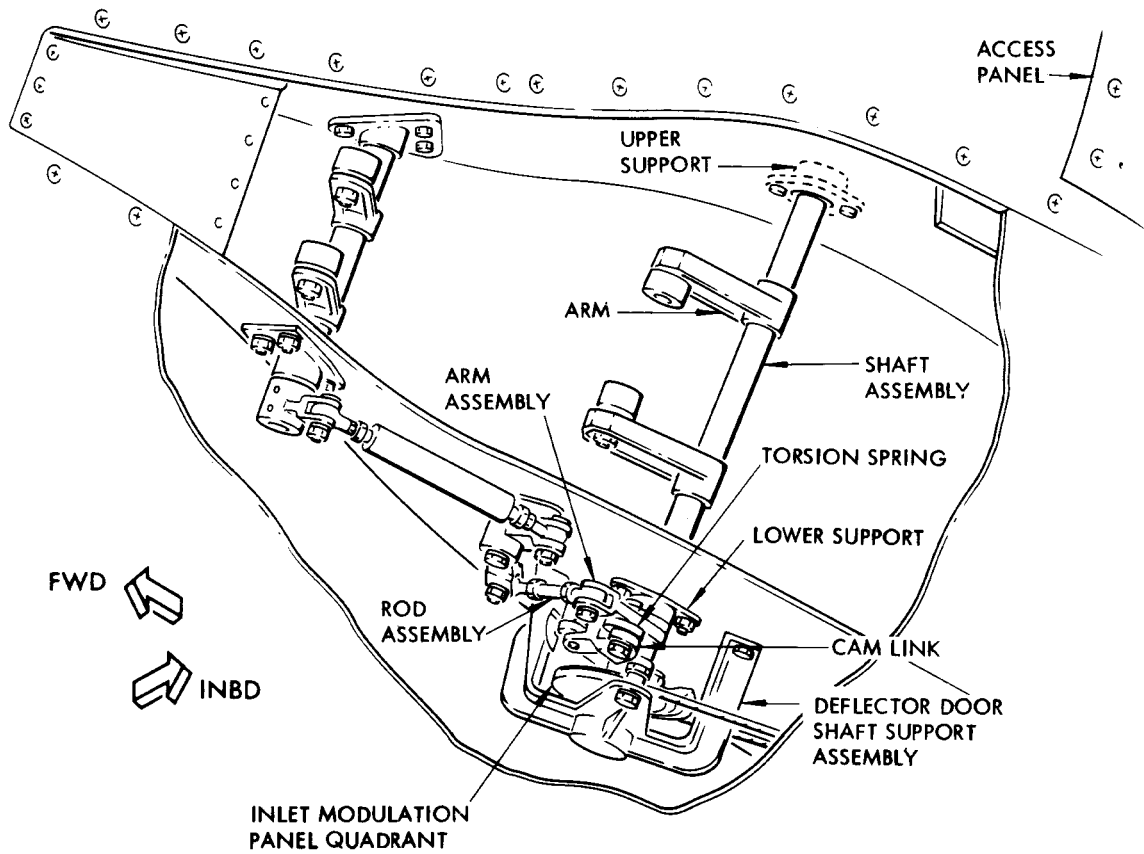 ACCESS
PANEL
UPPER
SUPPORT
ARM
SHAFT
ASSEMBLY
ARM
ASSEMBLY
TORSION SPRING
LOWER SUPPORT
FWD
ROD
ASSEMBLY
CAM LINK
INBD
DEFLECTOR DOOR
SHAFT SUPPORT
ASSEMBLY
INLET MODULATION
PANEL QUADRANT